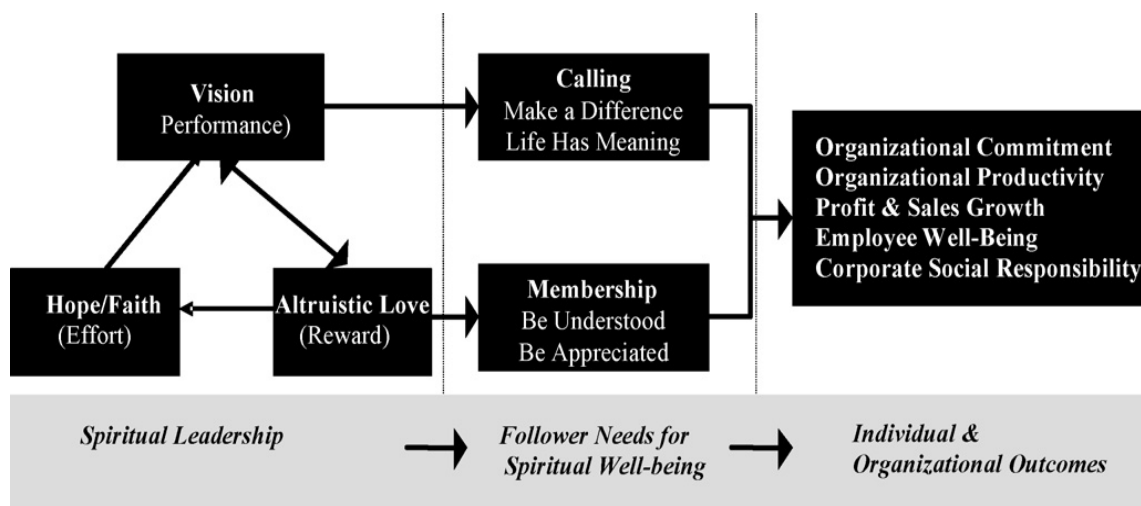 Vision
Performance)
Calling
Make a Difference
Life Has Meaning
Organizational Commitment
Organizational Productivity
Profit & Sales Growth
Employee Well-Being
Corporate Social Responsibility
Hope/Faith
(Effort)
Altruistic Love
(Reward)
Membership
Be Understood
Be Appreciated
Spiritual Leadership
Follower Needs for
Spiritual Well-being
Individual &
Organizational Outcomes